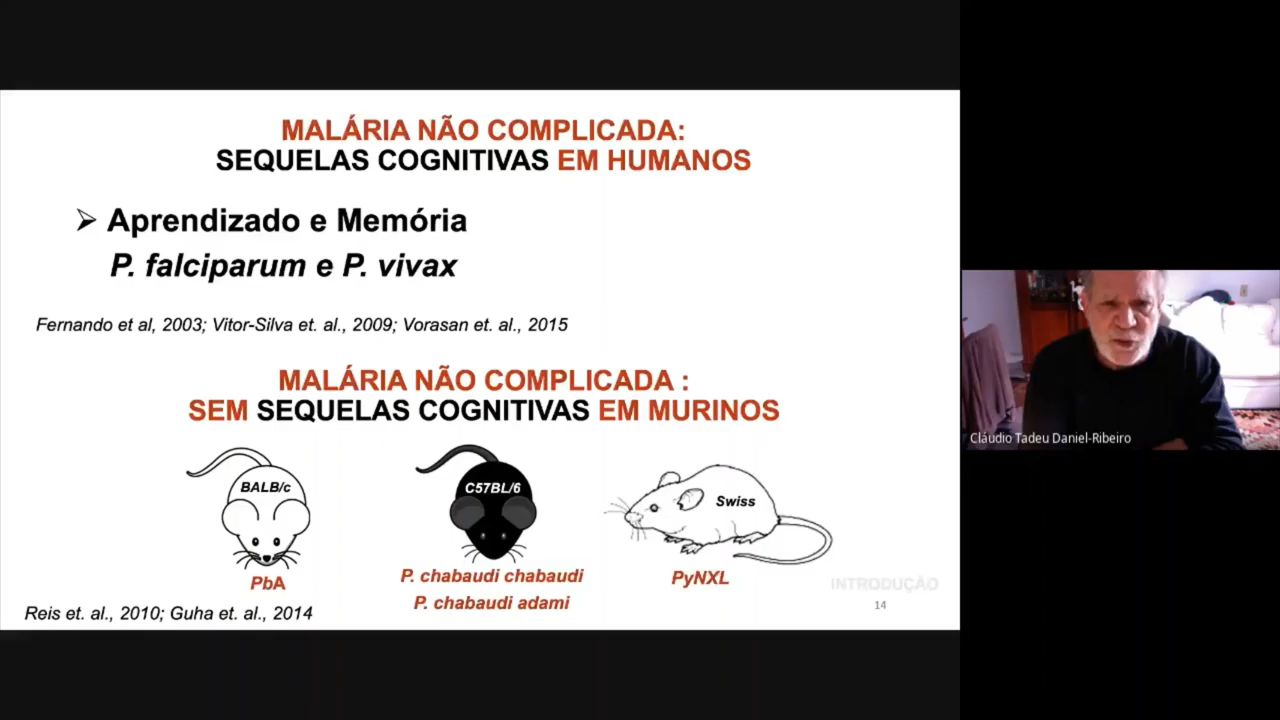 MALÁRIA NÃO COMPLICADA:
SEQUELAS COGNITIVAS EM HUMANOS
➢ Aprendizado e Memória
P. falciparum e P. vivax
Fernando et al, 2003; Vitor-Silva et. al., 2009; Vorasan et. al., 2015
MALÁRIA NÃO COMPLICADA :
SEM SEQUELAS COGNITIVAS EM MURINOS
BALB/c
C57BL/6
Swiss
PbA
P. chabaudi chabaudi
P. chabaudi adami
PyNXL
Reis et. al., 2010; Guha et. al., 2014
INTRODUÇÃO
14
Cláudio Tadeu Daniel-Ribeiro